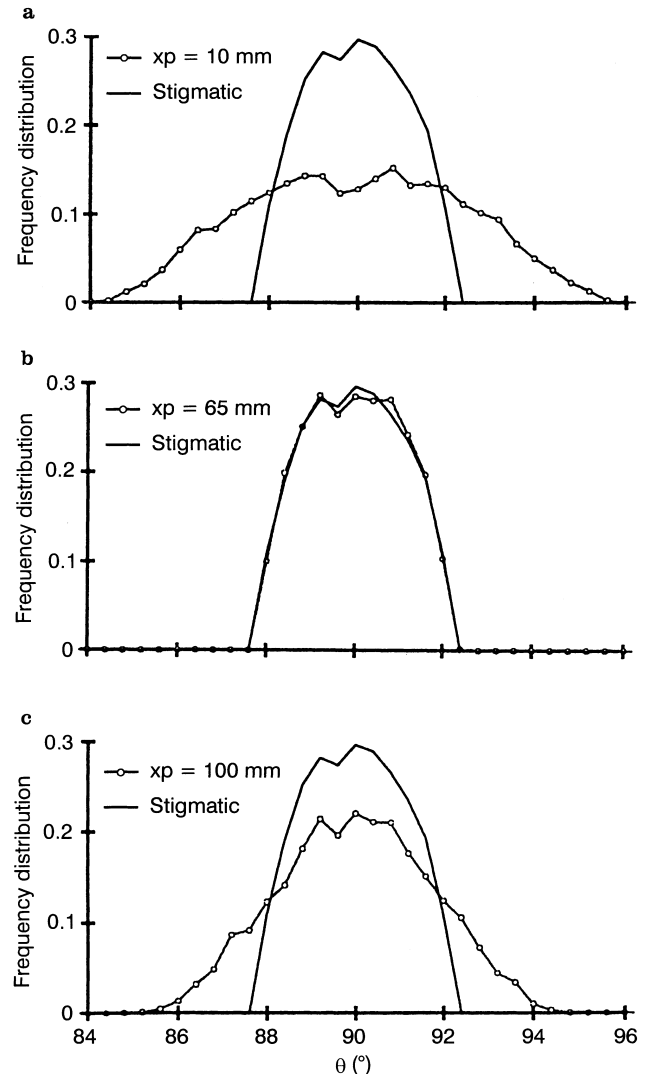 a
0.3
xp = 10 mm
Stigmatic
0.2
0.1
0
Frequency distribution
b
0.3
xp = 65 mm
Stigmatic
0.2
0.1
0
Frequency distribution
c
0.3
xp = 100 mm
Stigmatic
0.2
0.1
0
Frequency distribution
84 86 88 90 92 94 96
θ (°)